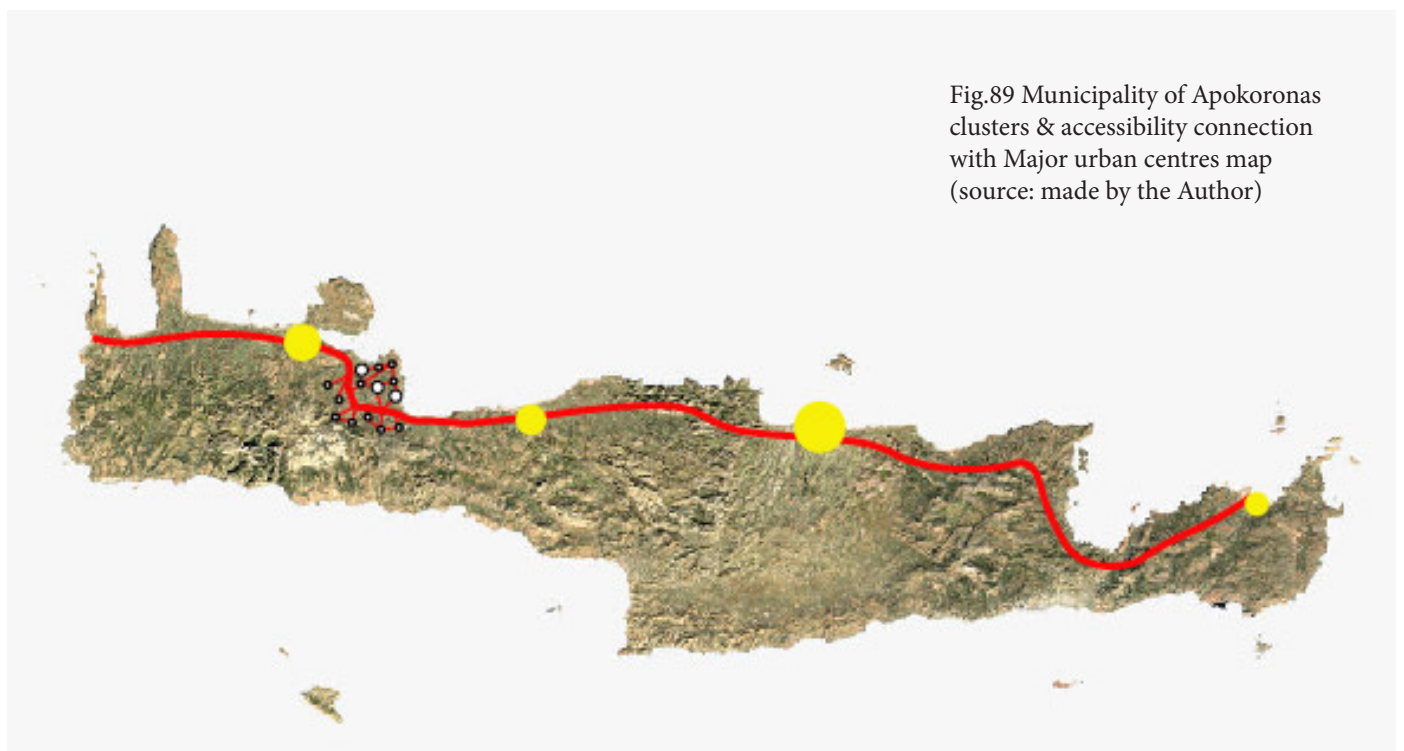 Fig.89 Municipality of Apokoronas
clusters & accessibility connection
with Major urban centres map
(source: made by the Author)